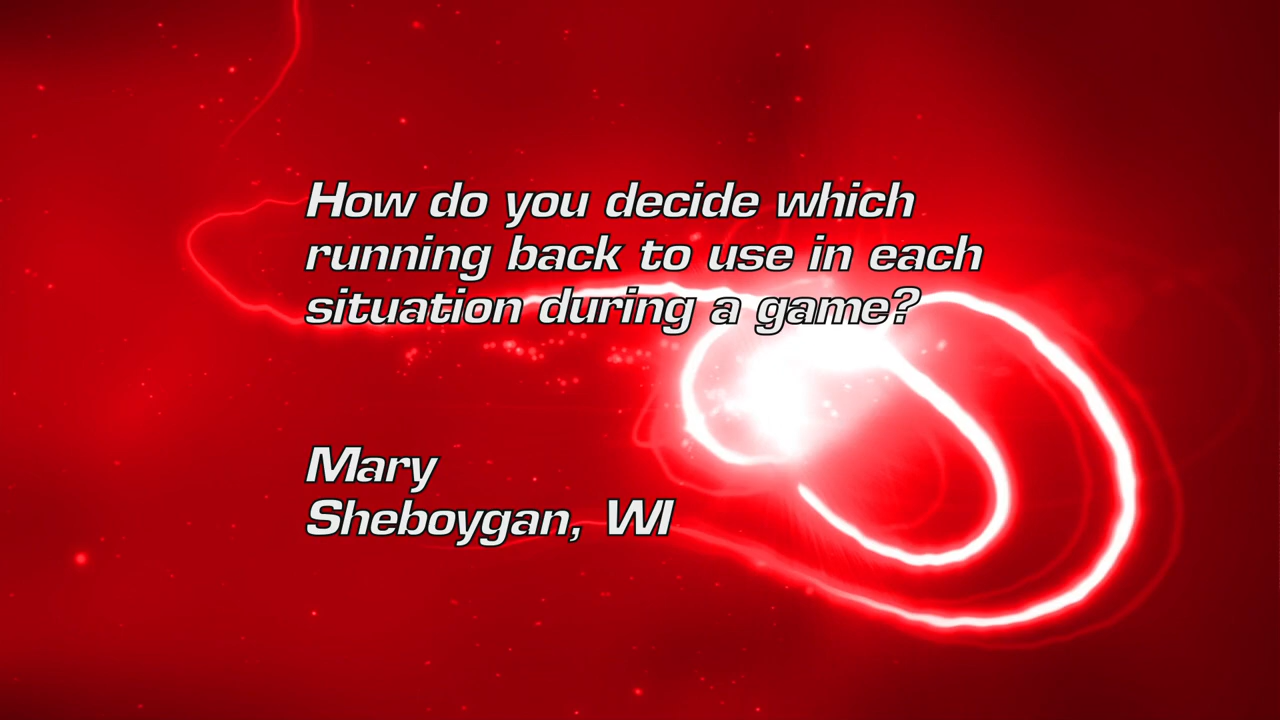 How do you decide which
running back to use in each
situation during a game?
Mary
Sheboygan, WI